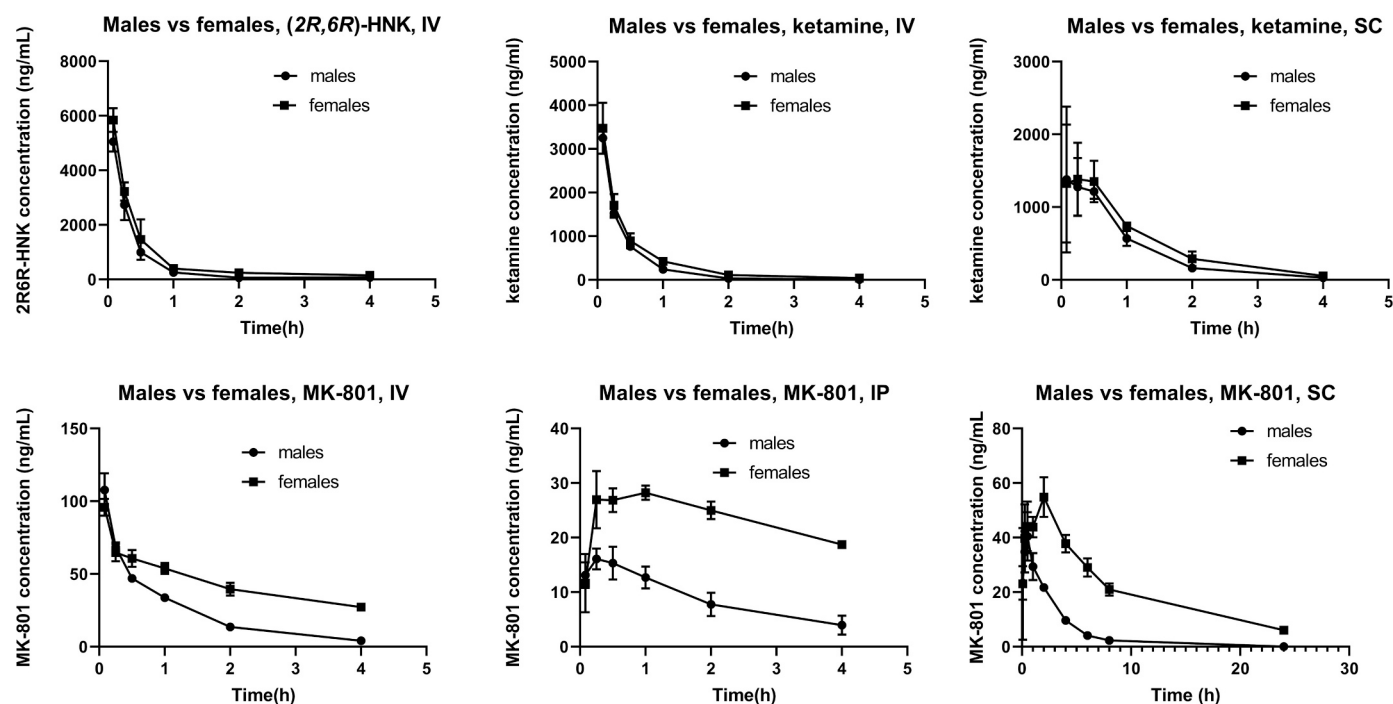 Males vs females, (2R,6R)-HNK, IV
2R6R-HNK concentration (ng/mL)
8000
6000
4000
2000
0
males
females
0 1 2 3 4 5
Time(h)
Males vs females, ketamine, IV
ketamine concentration (ng/ml)
5000
4000
3000
2000
1000
0
males
females
0 1 2 3 4 5
Time(h)
Males vs females, ketamine, SC
ketamine concentration (ng/ml)
3000
2000
1000
0
males
females
0 1 2 3 4 5
Time (h)
Males vs females, MK-801, IV
MK-801 concentration (ng/mL)
150
100
50
0
males
females
0 1 2 3 4 5
Time(h)
Males vs females, MK-801, IP
MK-801 concentration (ng/mL)
40
30
20
10
0
males
females
0 1 2 3 4 5
Time(h)
Males vs females, MK-801, SC
MK-801 concentration (ng/mL
80
60
40
20
0
males
females
0 10 20 30
Time (h)